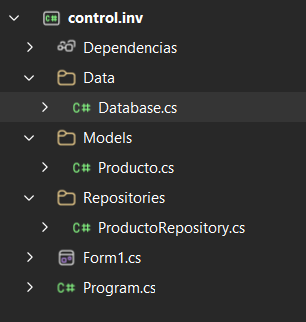 control.inv
Dependencias
Data
C# Database.cs
Models
C# Producto.cs
Repositories
C# ProductoRepository.cs
Form1.cs
C# Program.cs